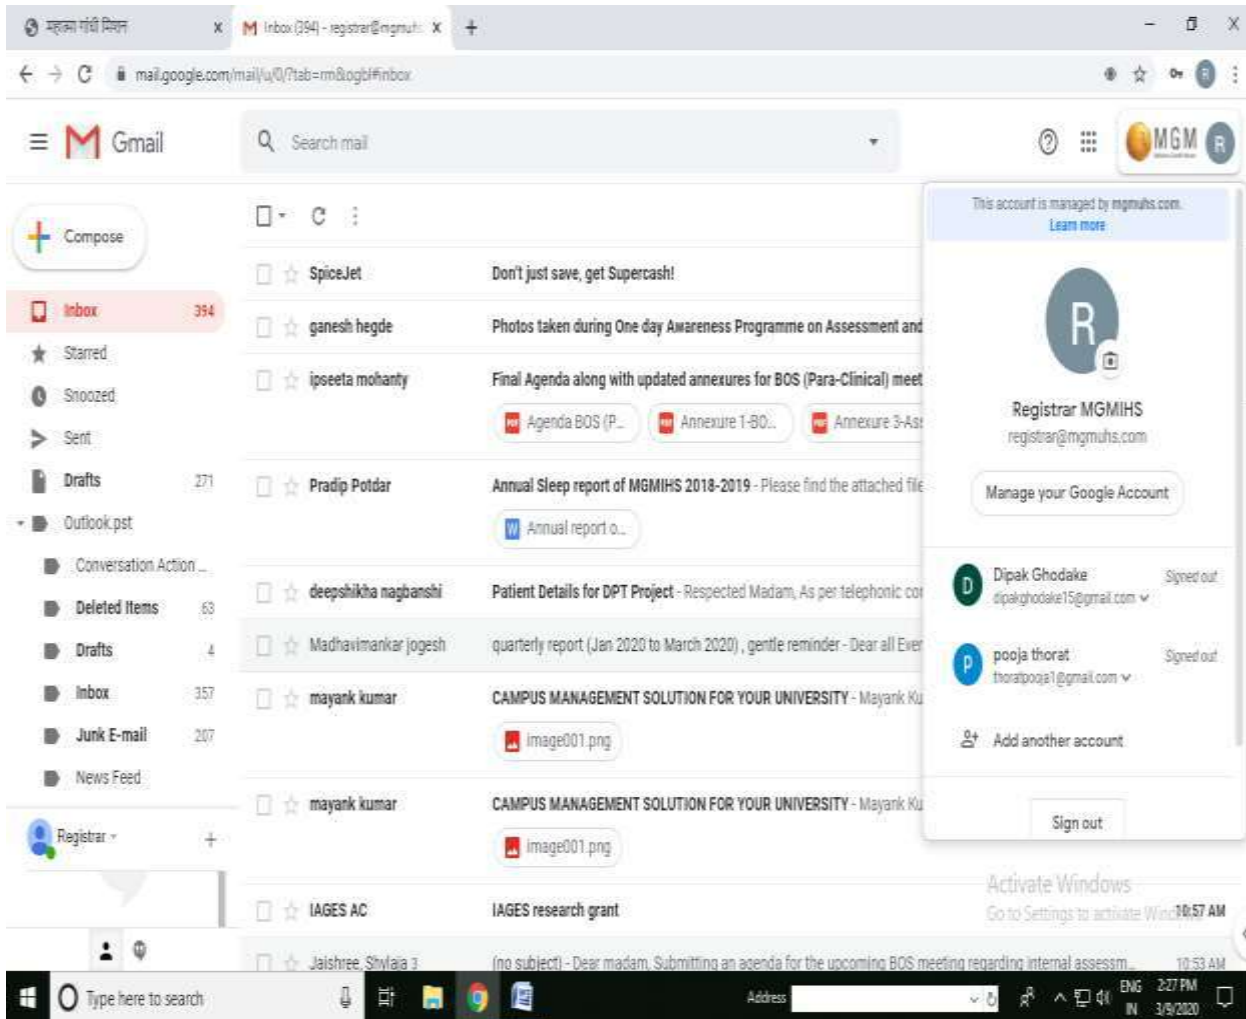 महात्मा गांधी मिशन
Inbox (394) - registrar@mgmuhs
mail.google.com/mail/u/0/?tab=rm&ogbl#inbox
Gmail
Search mail
MGM
R
Compose
Inbox 394
Starred
Snoozed
Sent
Drafts 271
Outlook.pst
Conversation Action ...
Deleted Items 63
Drafts 4
Inbox 357
Junk E-mail 207
News Feed
Registrar
SpiceJet Don't just save, get Supercash!
ganesh hegde Photos taken during One day Awareness Programme on Assessment and
ipseeta mohanty Final Agenda along with updated annexures for BOS (Para-Clinical) meet
PDF Agenda BOS (P... PDF Annexure 1-BO... PDF Annexure 3-Ass
Pradip Potdar Annual Sleep report of MGMIHS 2018-2019 - Please find the attached file
W Annual report o...
deepshikha nagbanshi Patient Details for DPT Project - Respected Madam, As per telephonic con
Madhavimankar jogesh quarterly report (Jan 2020 to March 2020) , gentle reminder - Dear all Ever
mayank kumar CAMPUS MANAGEMENT SOLUTION FOR YOUR UNIVERSITY - Mayank Ku
image001.png
mayank kumar CAMPUS MANAGEMENT SOLUTION FOR YOUR UNIVERSITY - Mayank Ku
image001.png
IAGES AC IAGES research grant 10:57 AM
Jaishree, Shylaja 3 (no subject) - Dear madam, Submitting an agenda for the upcoming BOS meeting regarding internal assessm... 10:53 AM
This account is managed by mgmuhs.com.
Learn more
R
Registrar MGMIHS
registrar@mgmuhs.com
Manage your Google Account
D Dipak Ghodake Signed out
dipakghodake15@gmail.com
P pooja thorat Signed out
thoratpooja1@gmail.com
Add another account
Sign out
Activate Windows
Go to Settings to activate Windows
Type here to search
Address
ENG
IN
2:27 PM
3/9/2020